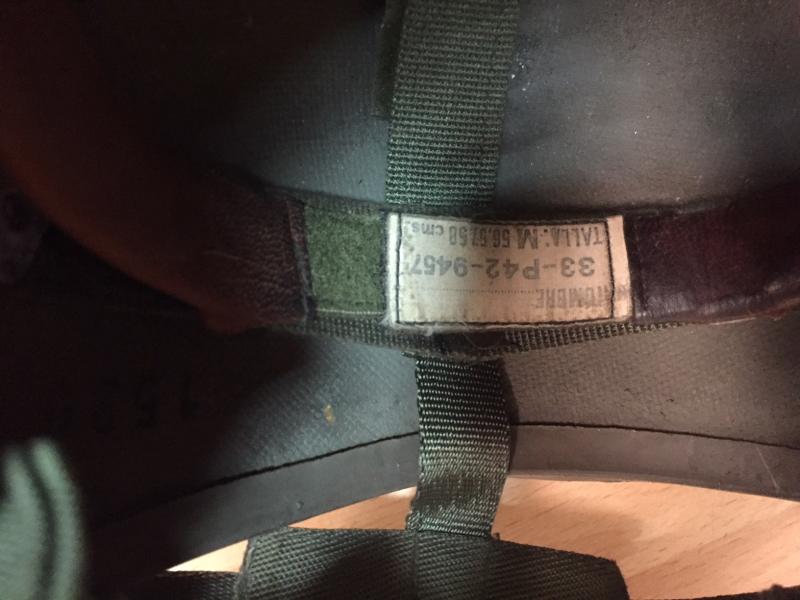 TALLA: M 56,57,58 cms.
33-P42-9457
NOMBRE